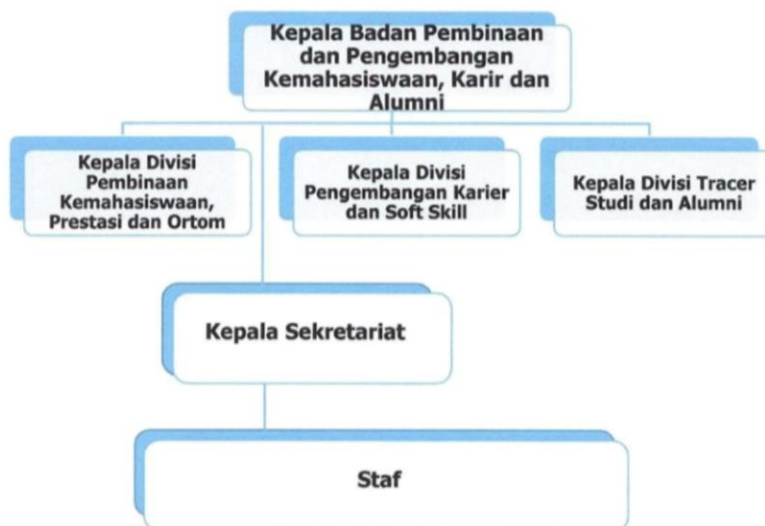 Kepala Badan Pembinaan
dan Pengembangan
Kemahasiswaan, Karir dan
Alumni
Kepala Divisi
Pembinaan
Kemahasiswaan,
Prestasi dan Ortom
Kepala Divisi
Pengembangan Karier
dan Soft Skill
Kepala Divisi Tracer
Studi dan Alumni
Kepala Sekretariat
Staf